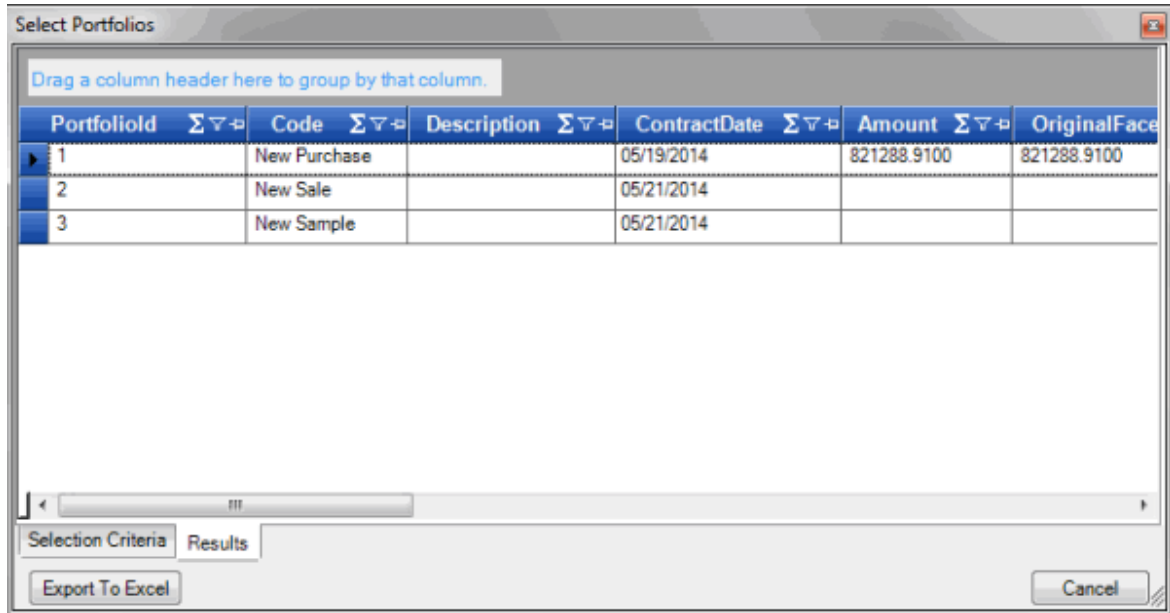 Select Portfolios
Drag a column header here to group by that column.
PortfolioId Σ Code Σ Description Σ ContractDate Σ Amount Σ OriginalFace
1 New Purchase 05/19/2014 821288.9100 821288.9100
2 New Sale 05/21/2014
3 New Sample 05/21/2014
Selection Criteria Results
Export To Excel Cancel